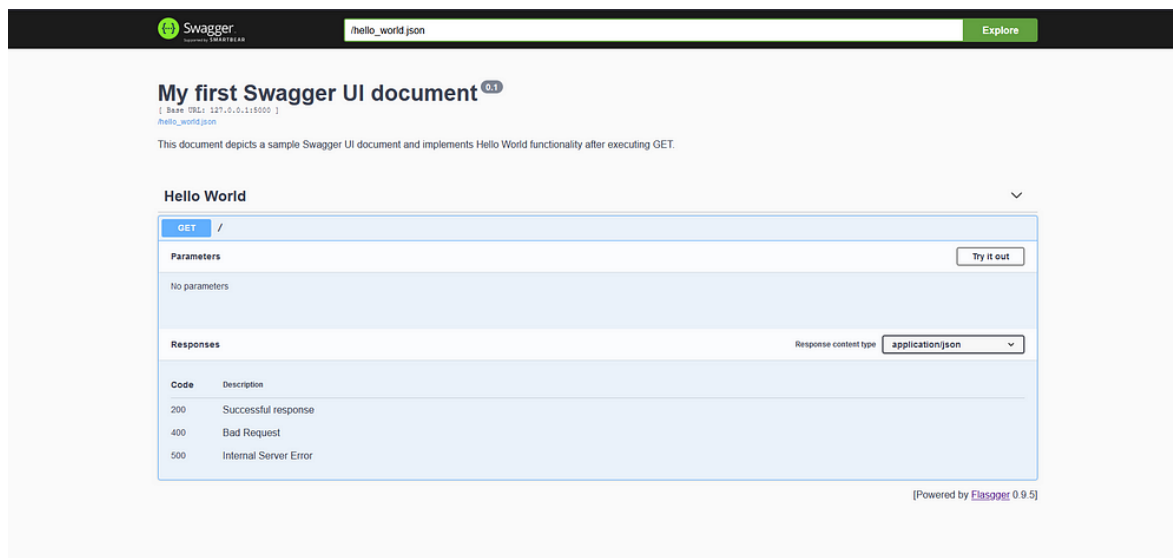 Swagger
Supported by SMARTBEAR
/hello_world.json
Explore
My first Swagger UI document 0.1
[ Base URL: 127.0.0.1:5000 ]
/hello_world.json
This document depicts a sample Swagger UI document and implements Hello World functionality after executing GET.
Hello World
GET /
Parameters
Try it out
No parameters
Responses
Response content type application/json
Code Description
200 Successful response
400 Bad Request
500 Internal Server Error
[Powered by Flasgger 0.9.5]